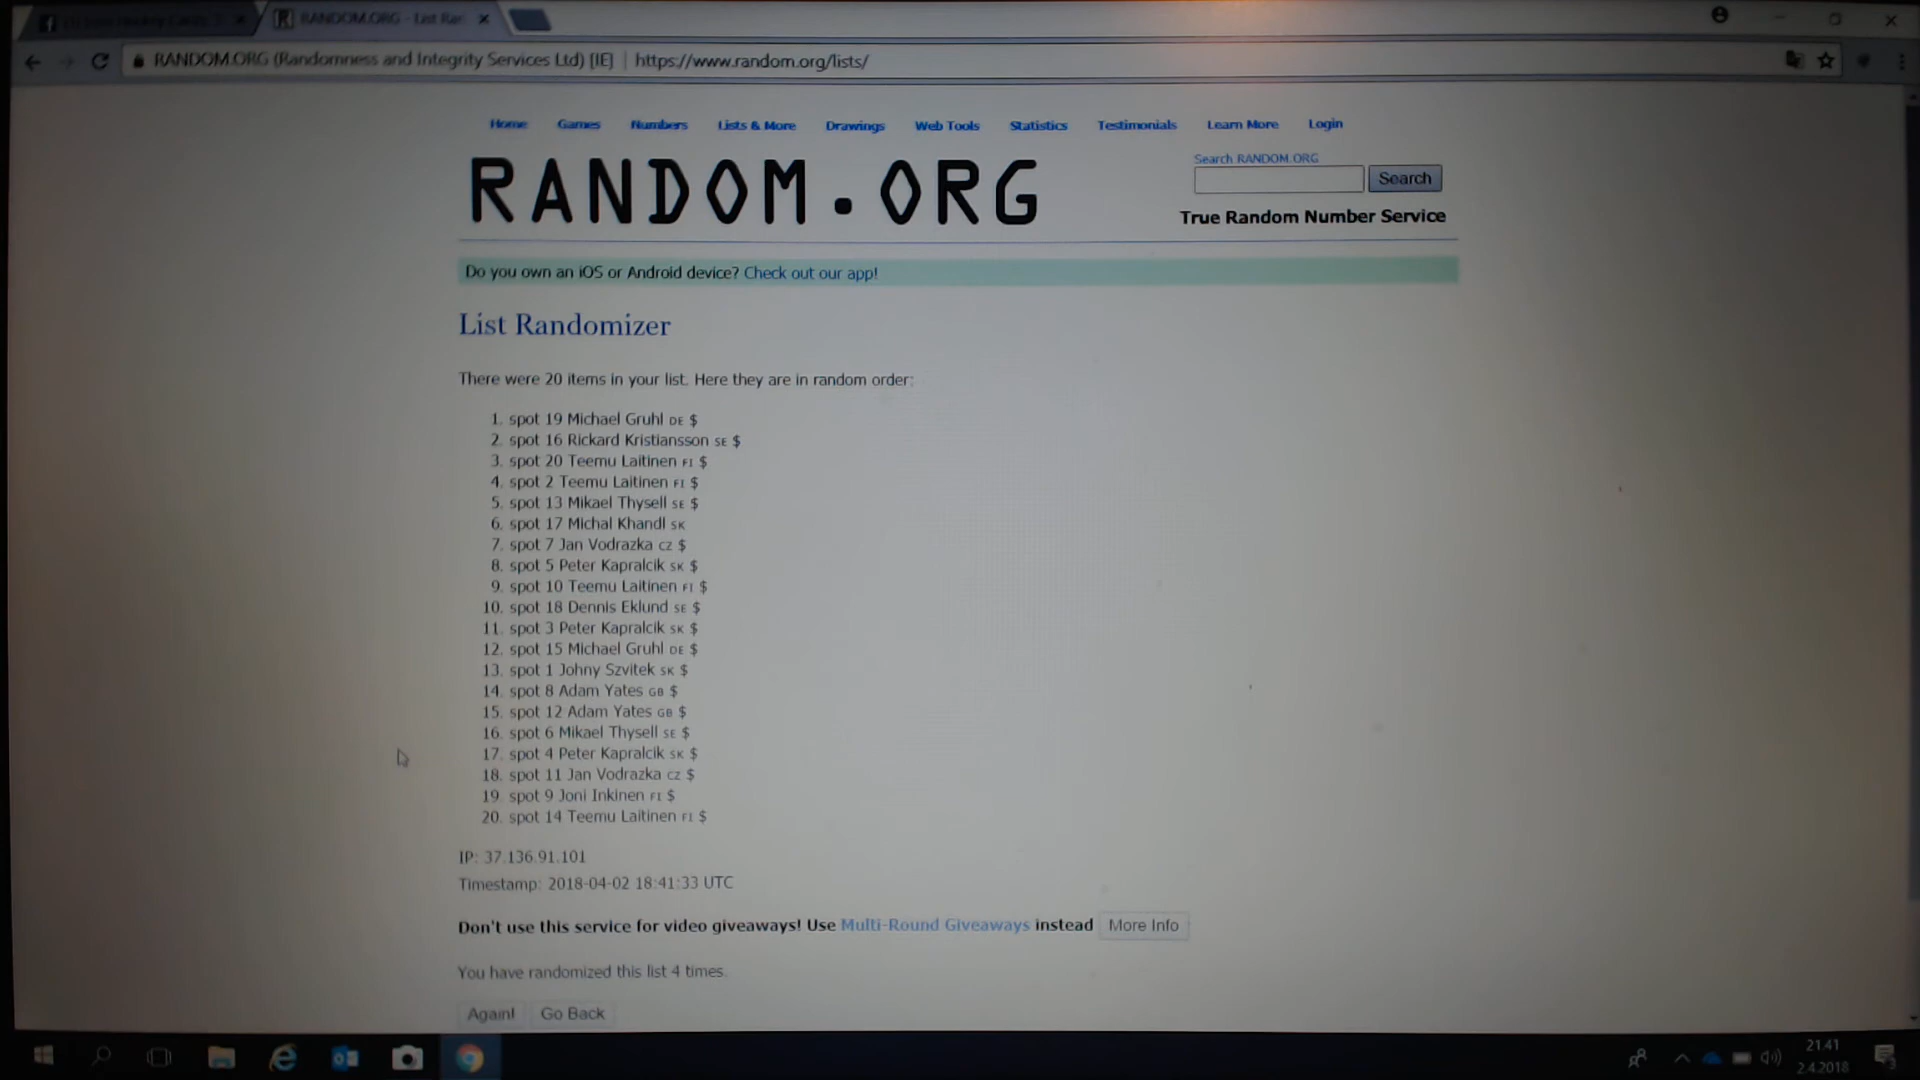 RANDOM.ORG - List Ra
RANDOM.ORG (Randomness and Integrity Services Ltd) [IE] | https://www.random.org/lists/
Home Games Numbers Lists & More Drawings Web Tools Statistics Testimonials Learn More Login
RANDOM.ORG
Search RANDOM.ORG
Search
True Random Number Service
Do you own an iOS or Android device? Check out our app!
List Randomizer
There were 20 items in your list. Here they are in random order:
1. spot 19 Michael Gruhl DE $
2. spot 16 Rickard Kristiansson SE $
3. spot 20 Teemu Laitinen FI $
4. spot 2 Teemu Laitinen FI $
5. spot 13 Mikael Thysell SE $
6. spot 17 Michal Khandl SK
7. spot 7 Jan Vodrazka CZ $
8. spot 5 Peter Kapralcik SK $
9. spot 10 Teemu Laitinen FI $
10. spot 18 Dennis Eklund SE $
11. spot 3 Peter Kapralcik SK $
12. spot 15 Michael Gruhl DE $
13. spot 1 Johny Szvitek SK $
14. spot 8 Adam Yates GB $
15. spot 12 Adam Yates GB $
16. spot 6 Mikael Thysell SE $
17. spot 4 Peter Kapralcik SK $
18. spot 11 Jan Vodrazka CZ $
19. spot 9 Joni Inkinen FI $
20. spot 14 Teemu Laitinen FI $
IP: 37.136.91.101
Timestamp: 2018-04-02 18:41:33 UTC
Don't use this service for video giveaways! Use Multi-Round Giveaways instead More Info
You have randomized this list 4 times.
Again! Go Back
21.41
2.4.2018